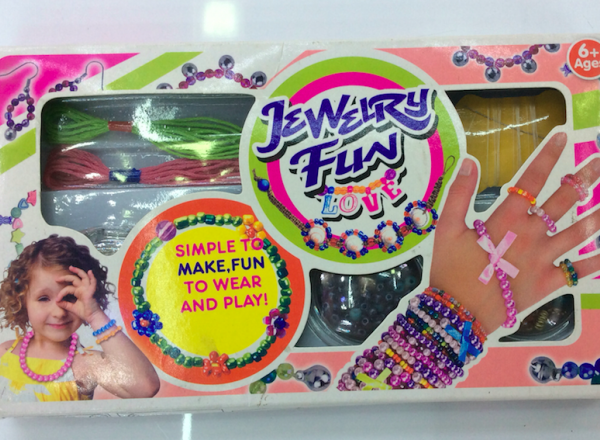 6+
Ages
JEWELRY
FUN
LOVE
SIMPLE TO
MAKE,FUN
TO WEAR
AND PLAY!